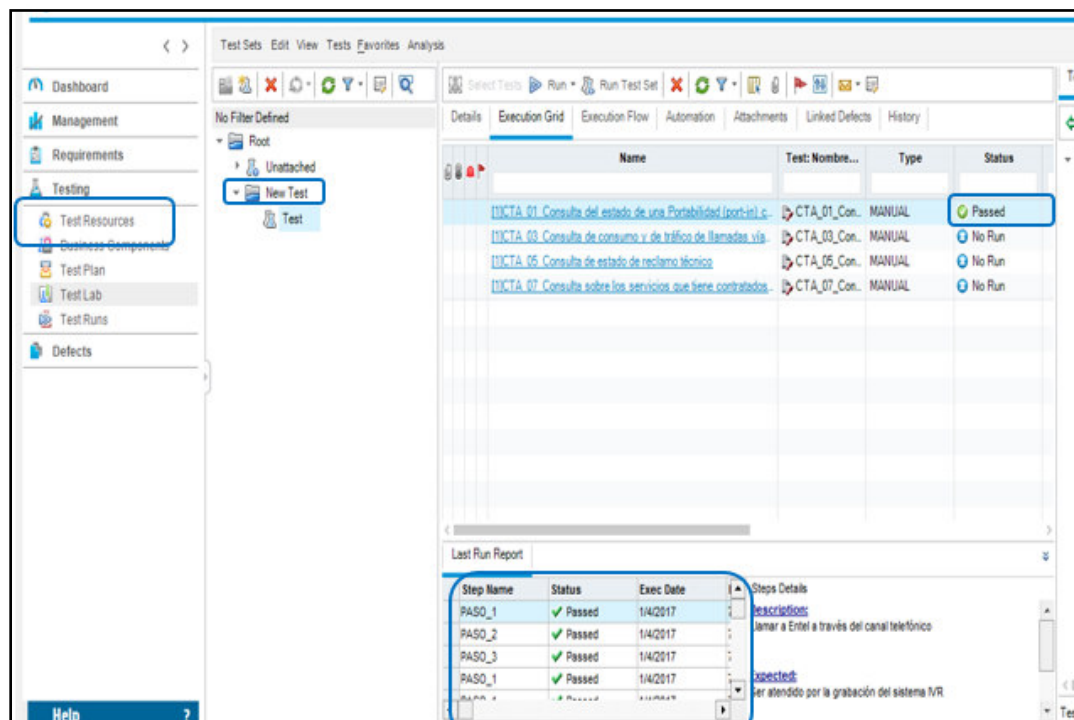 Test Sets Edit View Tests Favorites Analysis
Dashboard
Management
Requirements
Testing
Test Resources
Business Components
Test Plan
Test Lab
Test Runs
Defects
Help ?
No Filter Defined
Root
Unattached
New Test
Test
Select Tests Run Run Test Set
Details Execution Grid Execution Flow Automation Attachments Linked Defects History
Name Test: Nombre... Type Status
[1]CTA_01_Consulta del estado de una Portabilidad (port-in) c.. CTA_01_Con.. MANUAL Passed
[1]CTA_03_Consulta de consumo y de tráfico de llamadas vía.. CTA_03_Con.. MANUAL No Run
[1]CTA_05_Consulta de estado de reclamo técnico CTA_05_Con.. MANUAL No Run
[1]CTA_07_Consulta sobre los servicios que tiene contratados.. CTA_07_Con.. MANUAL No Run
Last Run Report
Step Name Status Exec Date
PASO_1 Passed 1/4/2017
PASO_2 Passed 1/4/2017
PASO_3 Passed 1/4/2017
PASO_1 Passed 1/4/2017
Steps Details
Description:
Llamar a Entel a través del canal telefónico
Expected:
Ser atendido por la grabación del sistema IVR